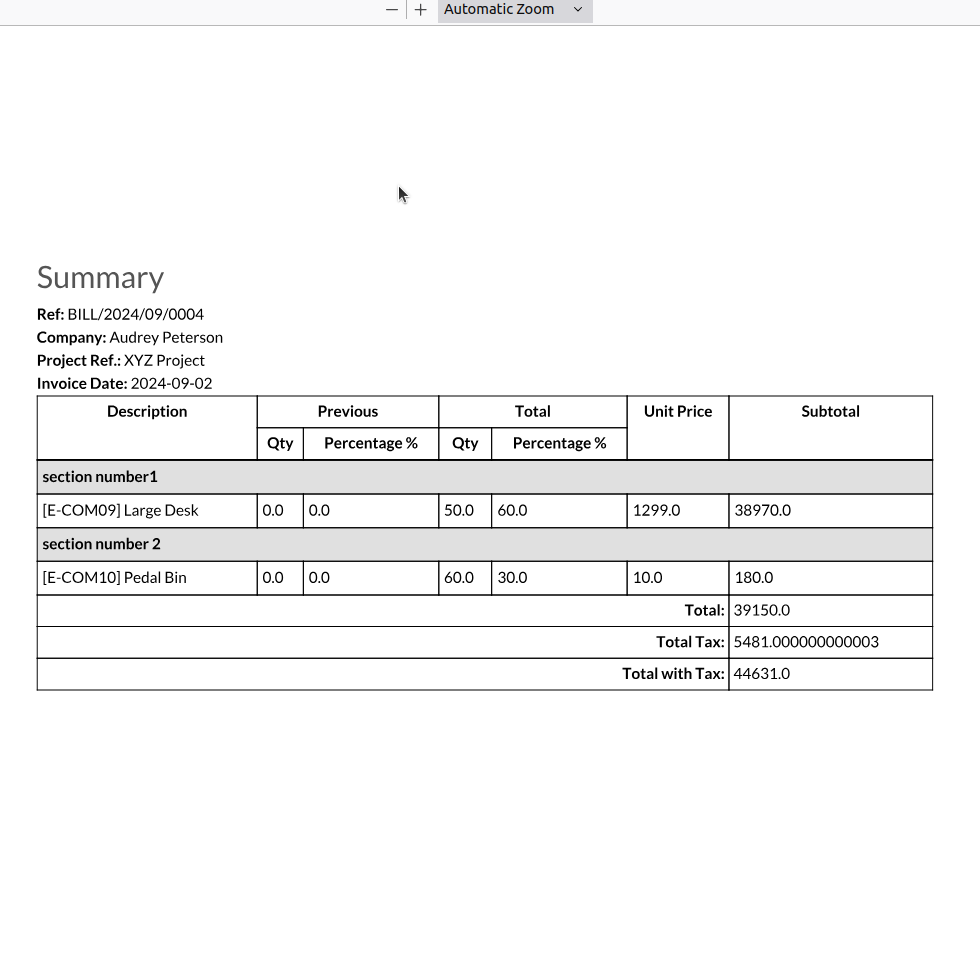 Automatic Zoom
Summary
Ref: BILL/2024/09/0004
Company: Audrey Peterson
Project Ref.: XYZ Project
Invoice Date: 2024-09-02
Description Previous Total Unit Price Subtotal
Qty Percentage % Qty Percentage %
section number1
[E-COM09] Large Desk 0.0 0.0 50.0 60.0 1299.0 38970.0
section number 2
[E-COM10] Pedal Bin 0.0 0.0 60.0 30.0 10.0 180.0
Total: 39150.0
Total Tax: 5481.000000000003
Total with Tax: 44631.0